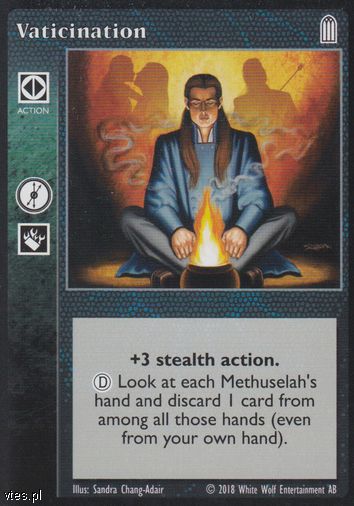 Vaticination
ACTION
+3 stealth action.
Ⓓ Look at each Methuselah's
hand and discard 1 card from
among all those hands (even
from your own hand).
Illus: Sandra Chang-Adair © 2018 White Wolf Entertainment AB
vtes.pl